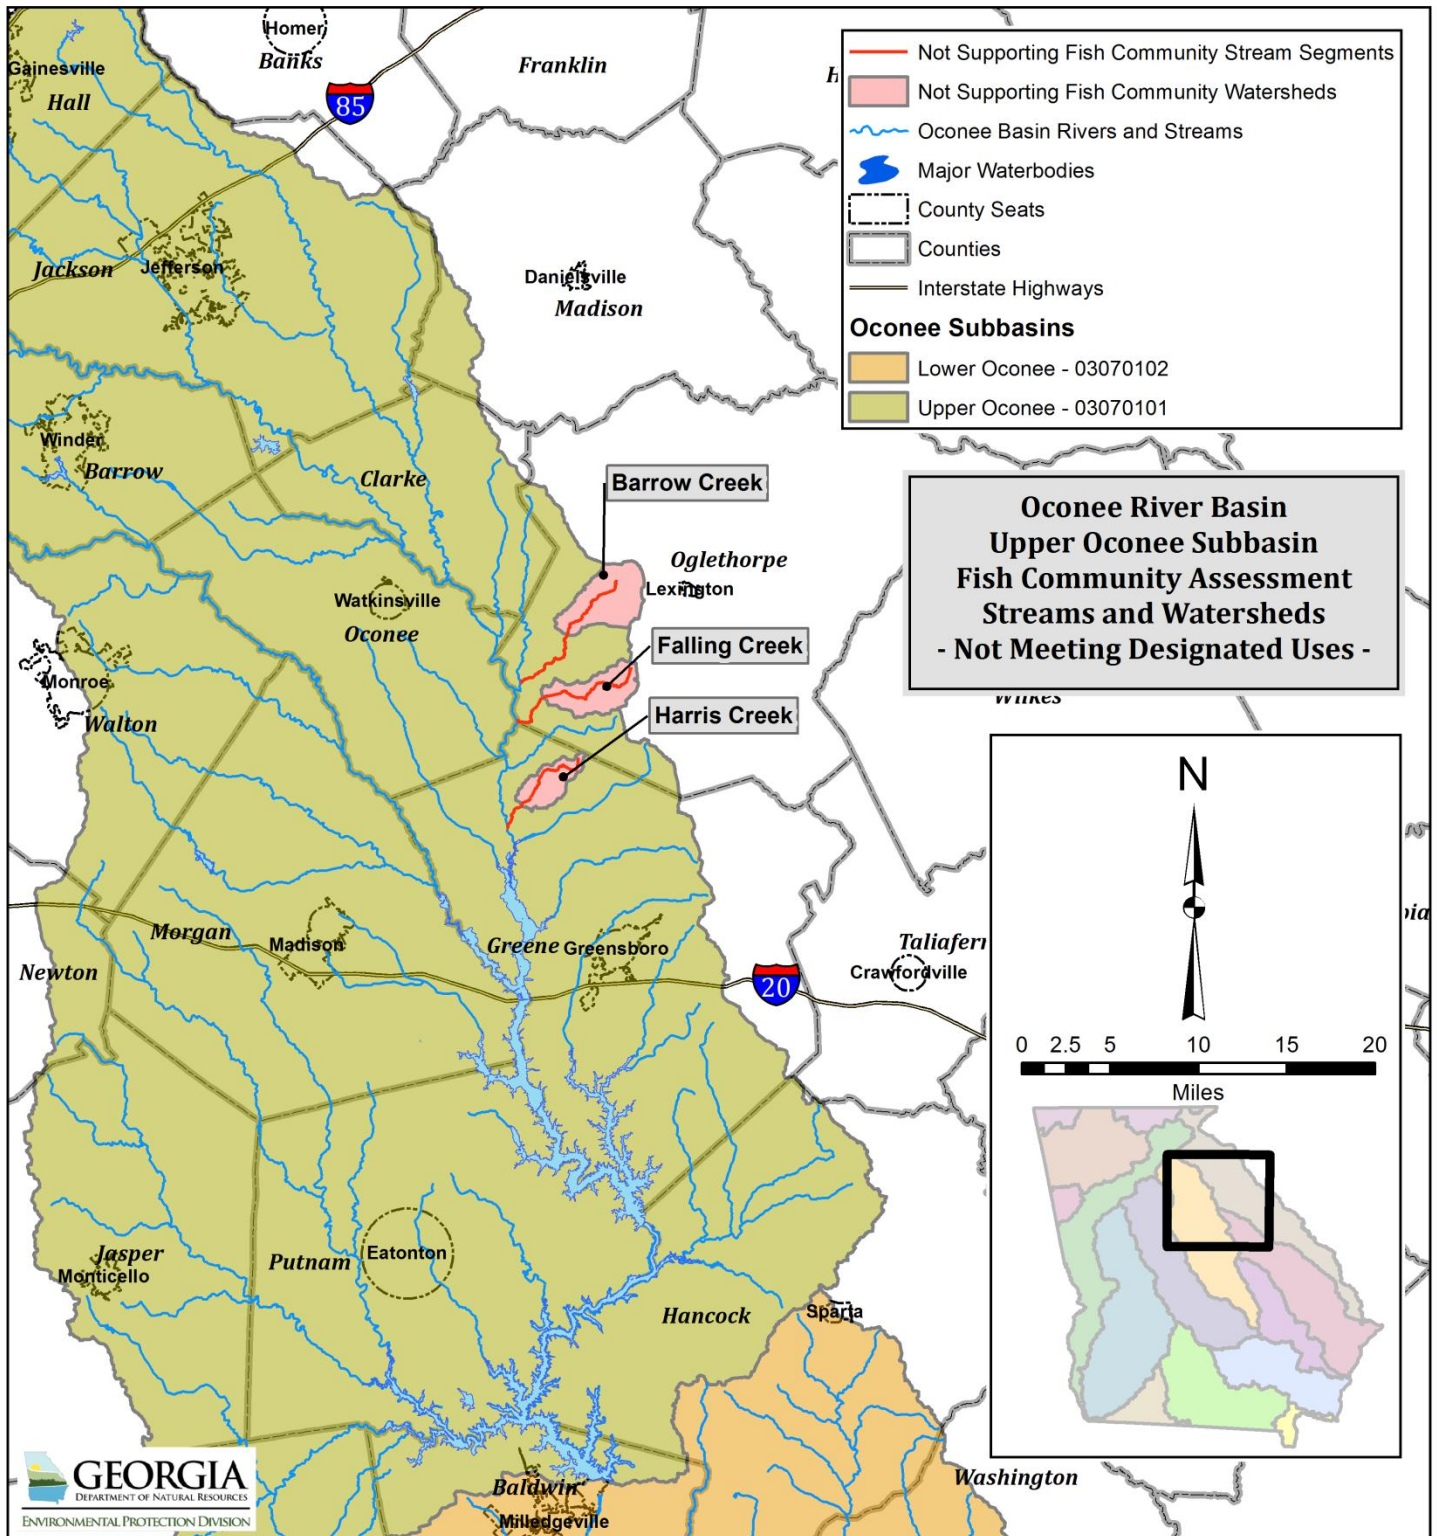 Homer
Banks
Franklin
Gainesville
Hall
85
H
Not Supporting Fish Community Stream Segments
Not Supporting Fish Community Watersheds
Oconee Basin Rivers and Streams
Major Waterbodies
County Seats
Counties
Interstate Highways
Oconee Subbasins
Lower Oconee - 03070102
Upper Oconee - 03070101
Jackson
Jefferson
Danielsville
Madison
Winder
Barrow
Clarke
Barrow Creek
Oconee River Basin
Upper Oconee Subbasin
Fish Community Assessment
Streams and Watersheds
- Not Meeting Designated Uses -
Oglethorpe
Lexington
Watkinsville
Oconee
Falling Creek
Monroe
Walton
Harris Creek
Wilkes
N
0 2.5 5 10 15 20
Miles
Morgan
Madison
Greene
Greensboro
Newton
20
Taliaferr
Crawfordville
bia
Jasper
Monticello
Putnam
Eatonton
Hancock
Sparta
Baldwin
Milledgeville
Washington
GEORGIA
DEPARTMENT OF NATURAL RESOURCES
ENVIRONMENTAL PROTECTION DIVISION